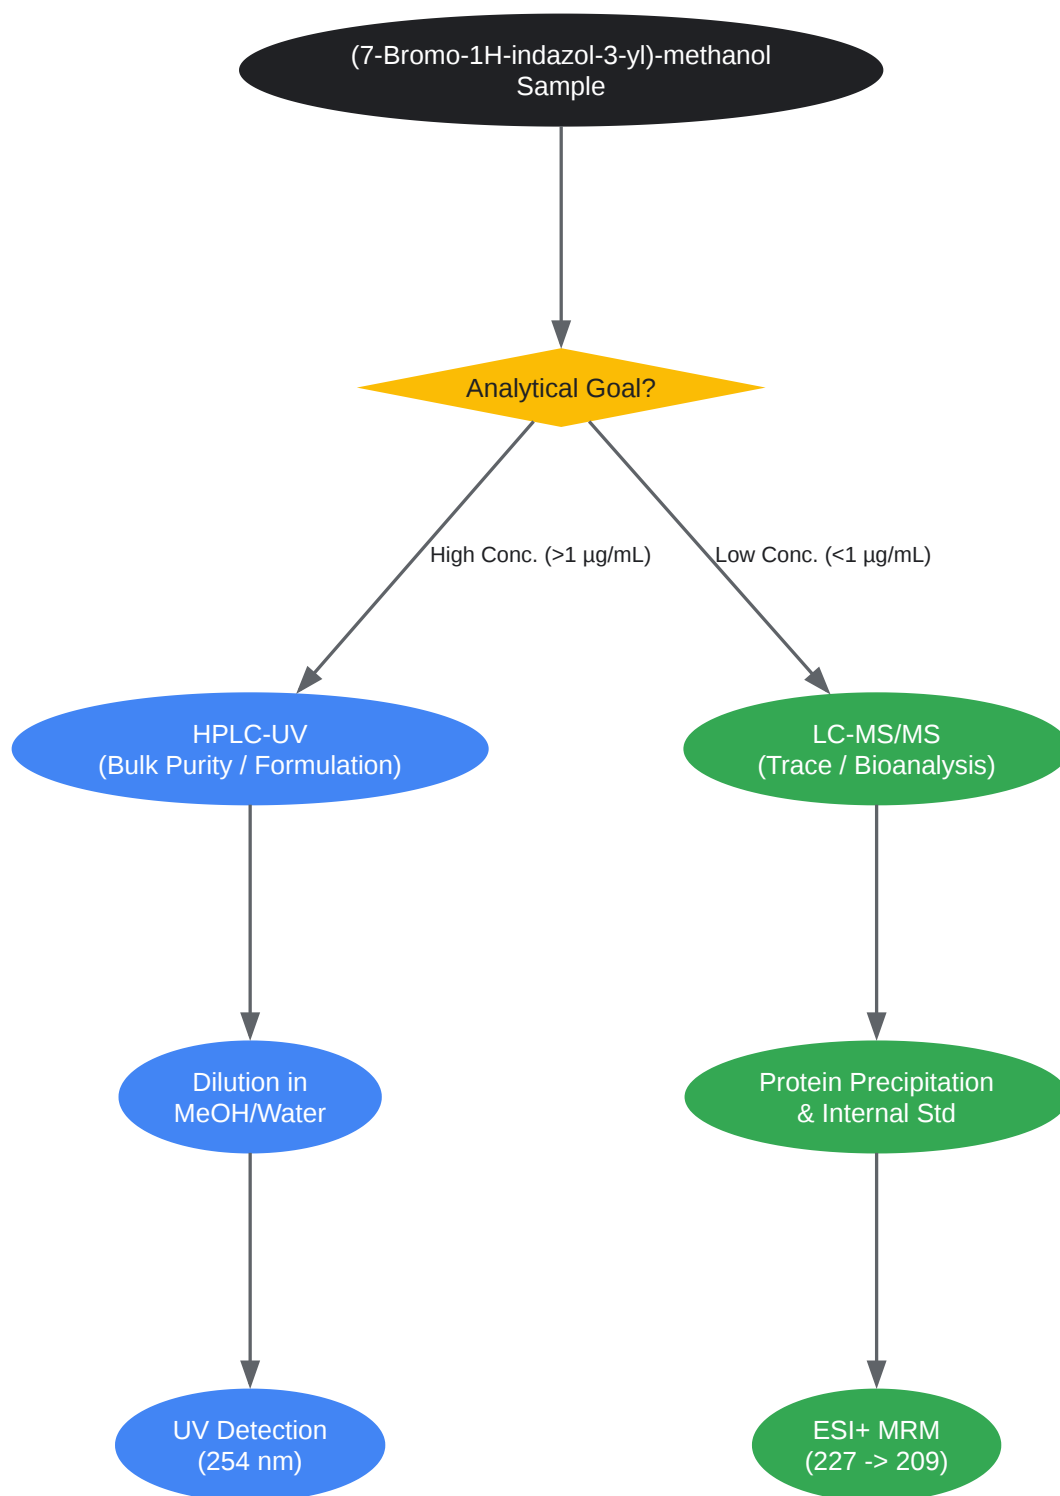 (7-Bromo-1H-indazol-3-yl)-methanol
Sample
Analytical Goal?
High Conc. (>1 µg/mL)
Low Conc. (<1 µg/mL)
HPLC-UV
(Bulk Purity / Formulation)
LC-MS/MS
(Trace / Bioanalysis)
Dilution in
MeOH/Water
Protein Precipitation
& Internal Std
UV Detection
(254 nm)
ESI+ MRM
(227 -> 209)